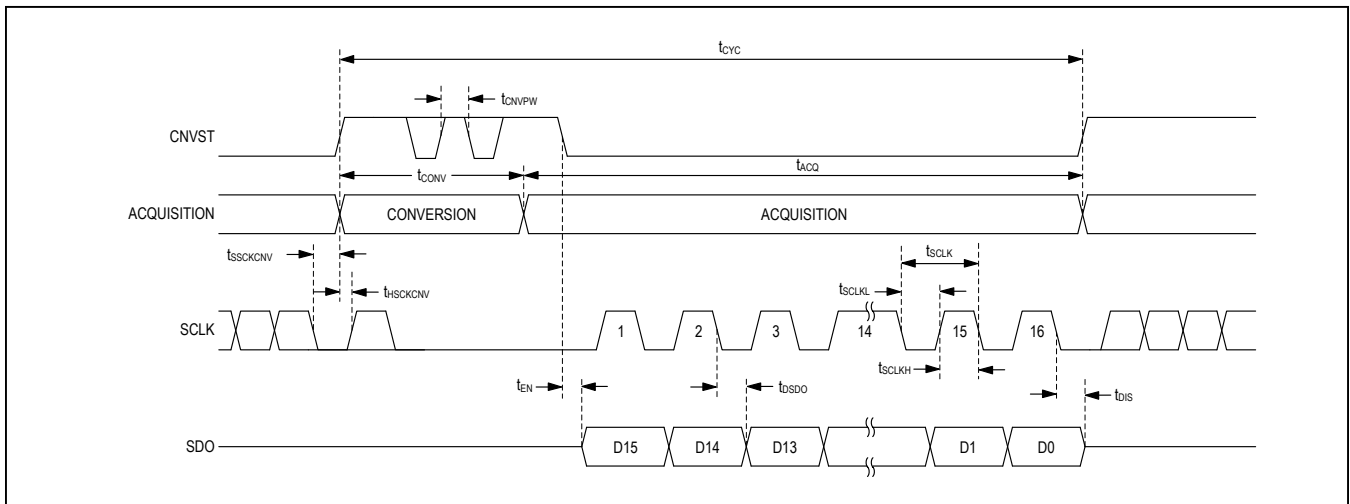 tCYC
tCNVPW
CNVST
tCONV
tACQ
ACQUISITION
CONVERSION
ACQUISITION
tSSCKCNV
tHSCKCNV
tSCLK
tSCLKL
SCLK
1
2
3
14
15
16
tSCLKH
tEN
tDSDO
tDIS
SDO
D15
D14
D13
D1
D0